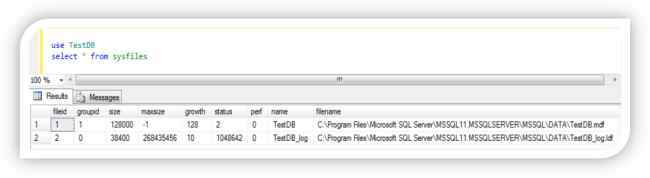 use TestDB
select * from sysfiles
100 %
Results Messages
fileid groupid size maxsize growth status perf name filename
1 1 1 128000 -1 128 2 0 TestDB C:\Program Files\Microsoft SQL Server\MSSQL11.MSSQLSERVER\MSSQL\DATA\TestDB.mdf
2 2 0 38400 268435456 10 1048642 0 TestDB_log C:\Program Files\Microsoft SQL Server\MSSQL11.MSSQLSERVER\MSSQL\DATA\TestDB_log.ldf